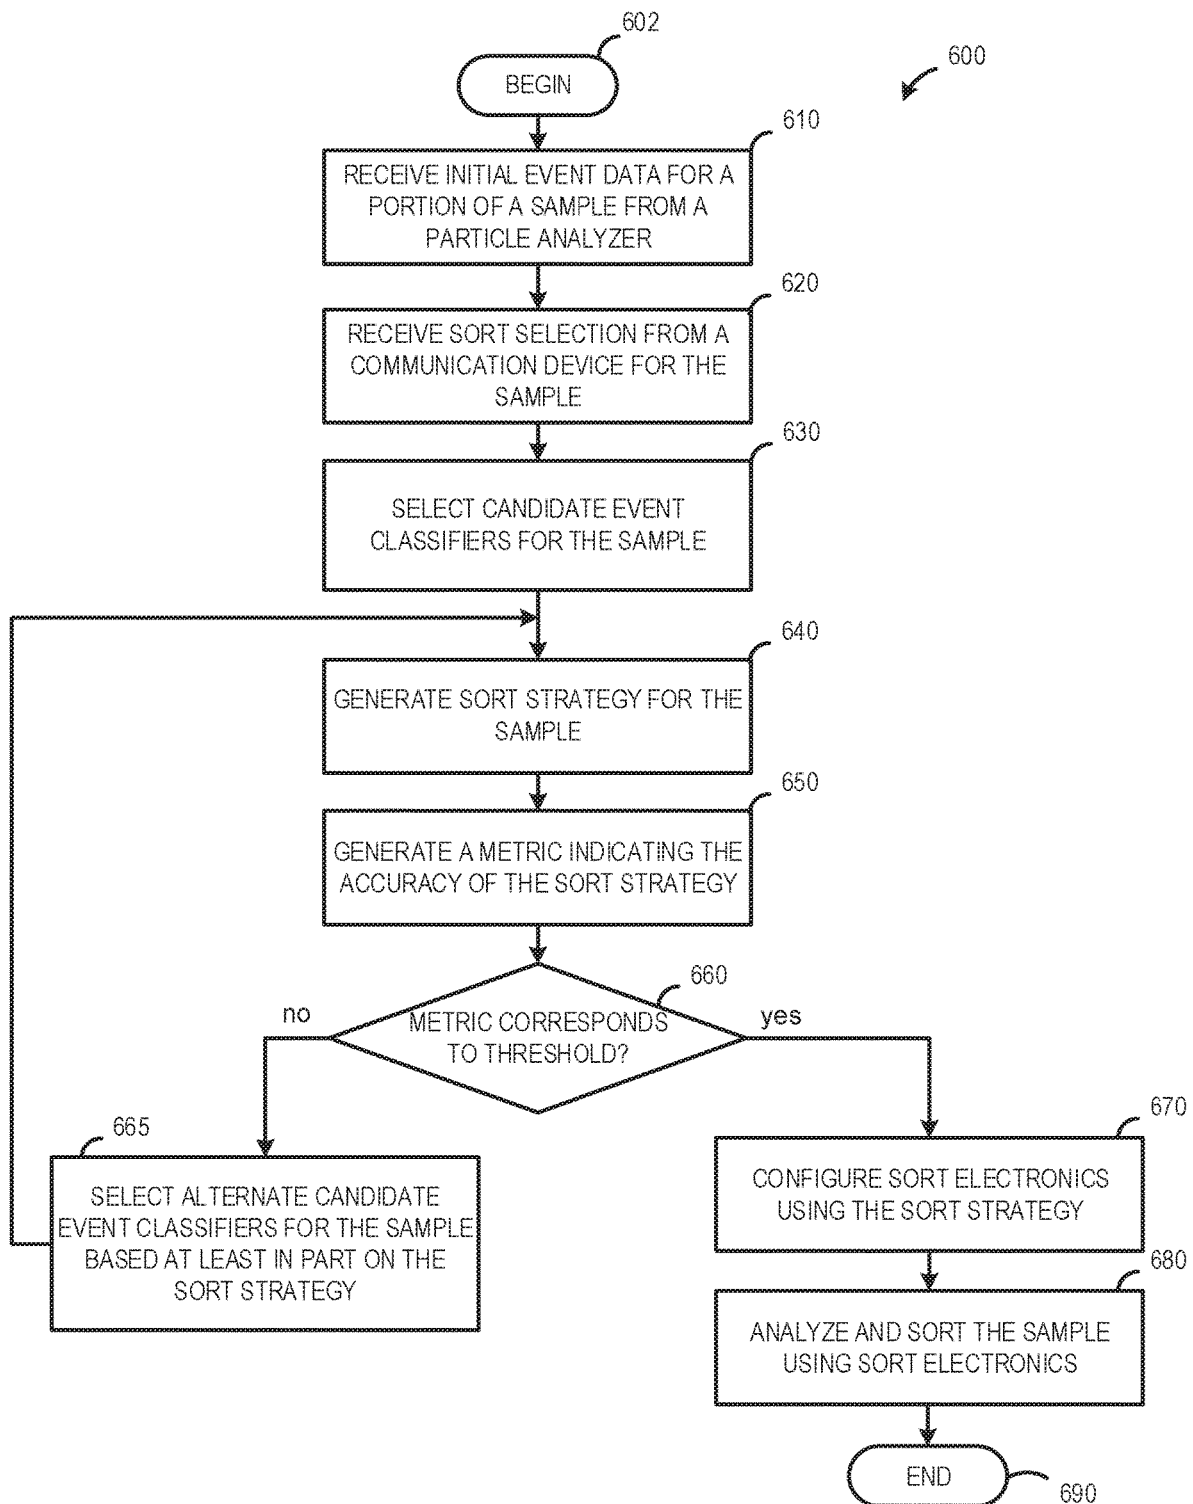 602
BEGIN
600
610
RECEIVE INITIAL EVENT DATA FOR A
PORTION OF A SAMPLE FROM A
PARTICLE ANALYZER
620
RECEIVE SORT SELECTION FROM A
COMMUNICATION DEVICE FOR THE
SAMPLE
630
SELECT CANDIDATE EVENT
CLASSIFIERS FOR THE SAMPLE
640
GENERATE SORT STRATEGY FOR THE
SAMPLE
650
GENERATE A METRIC INDICATING THE
ACCURACY OF THE SORT STRATEGY
660
METRIC CORRESPONDS
TO THRESHOLD?
no
yes
665
SELECT ALTERNATE CANDIDATE
EVENT CLASSIFIERS FOR THE SAMPLE
BASED AT LEAST IN PART ON THE
SORT STRATEGY
670
CONFIGURE SORT ELECTRONICS
USING THE SORT STRATEGY
680
ANALYZE AND SORT THE SAMPLE
USING SORT ELECTRONICS
END
690